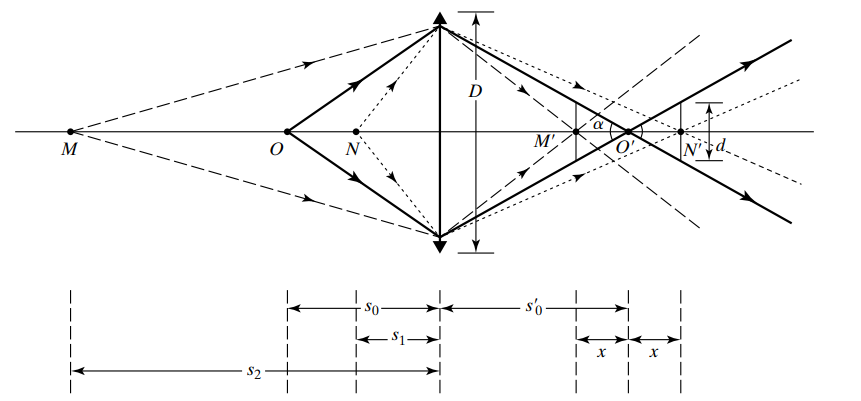 D
α
M O N M′ O′ N′ d
s₀ s′₀
s₁ x x
s₂